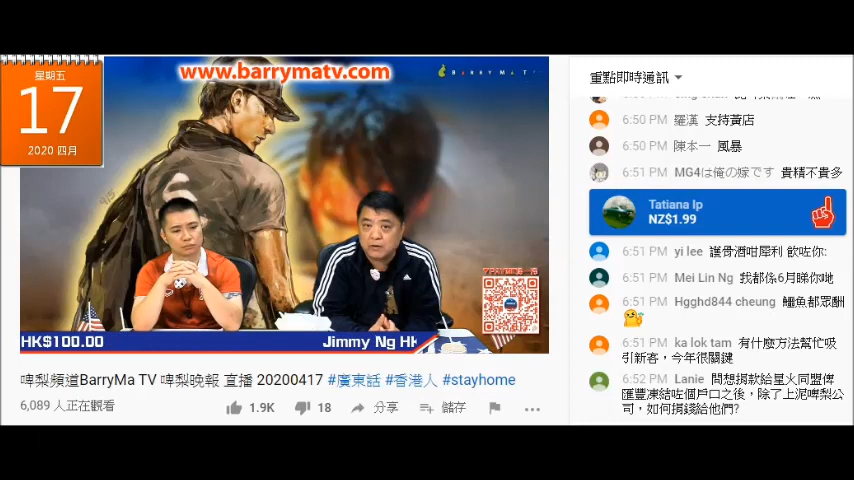 星期五
17
2020 四月
www.barrymatv.com
BARRYMATV
HK$100.00
Jimmy Ng HK
啤梨頻道BarryMa TV 啤梨晚報 直播 20200417 #廣東話 #香港人 #stayhome
6,089 人正在觀看
1.9K
18
分享
儲存
重點即時通訊
6:50 PM 羅漢 支持黃店
6:50 PM 陳本一 風暴
6:51 PM MG4は俺の嫁です 貴精不貴多
Tatiana Ip
NZ$1.99
6:51 PM yi lee 護骨酒咁犀利 飲咗你:
6:51 PM Mei Lin Ng 我都係6月睇你哋
6:51 PM Hgghd844 cheung 鱷魚都眾酬
6:51 PM ka lok tam 有什麼方法幫忙吸
引新客，今年很關鍵
6:52 PM Lanie 問想捐款給星火同盟俾
匯豐凍結咗個戶口之後，除了上泥啤梨公
司，如何捐錢給他們?